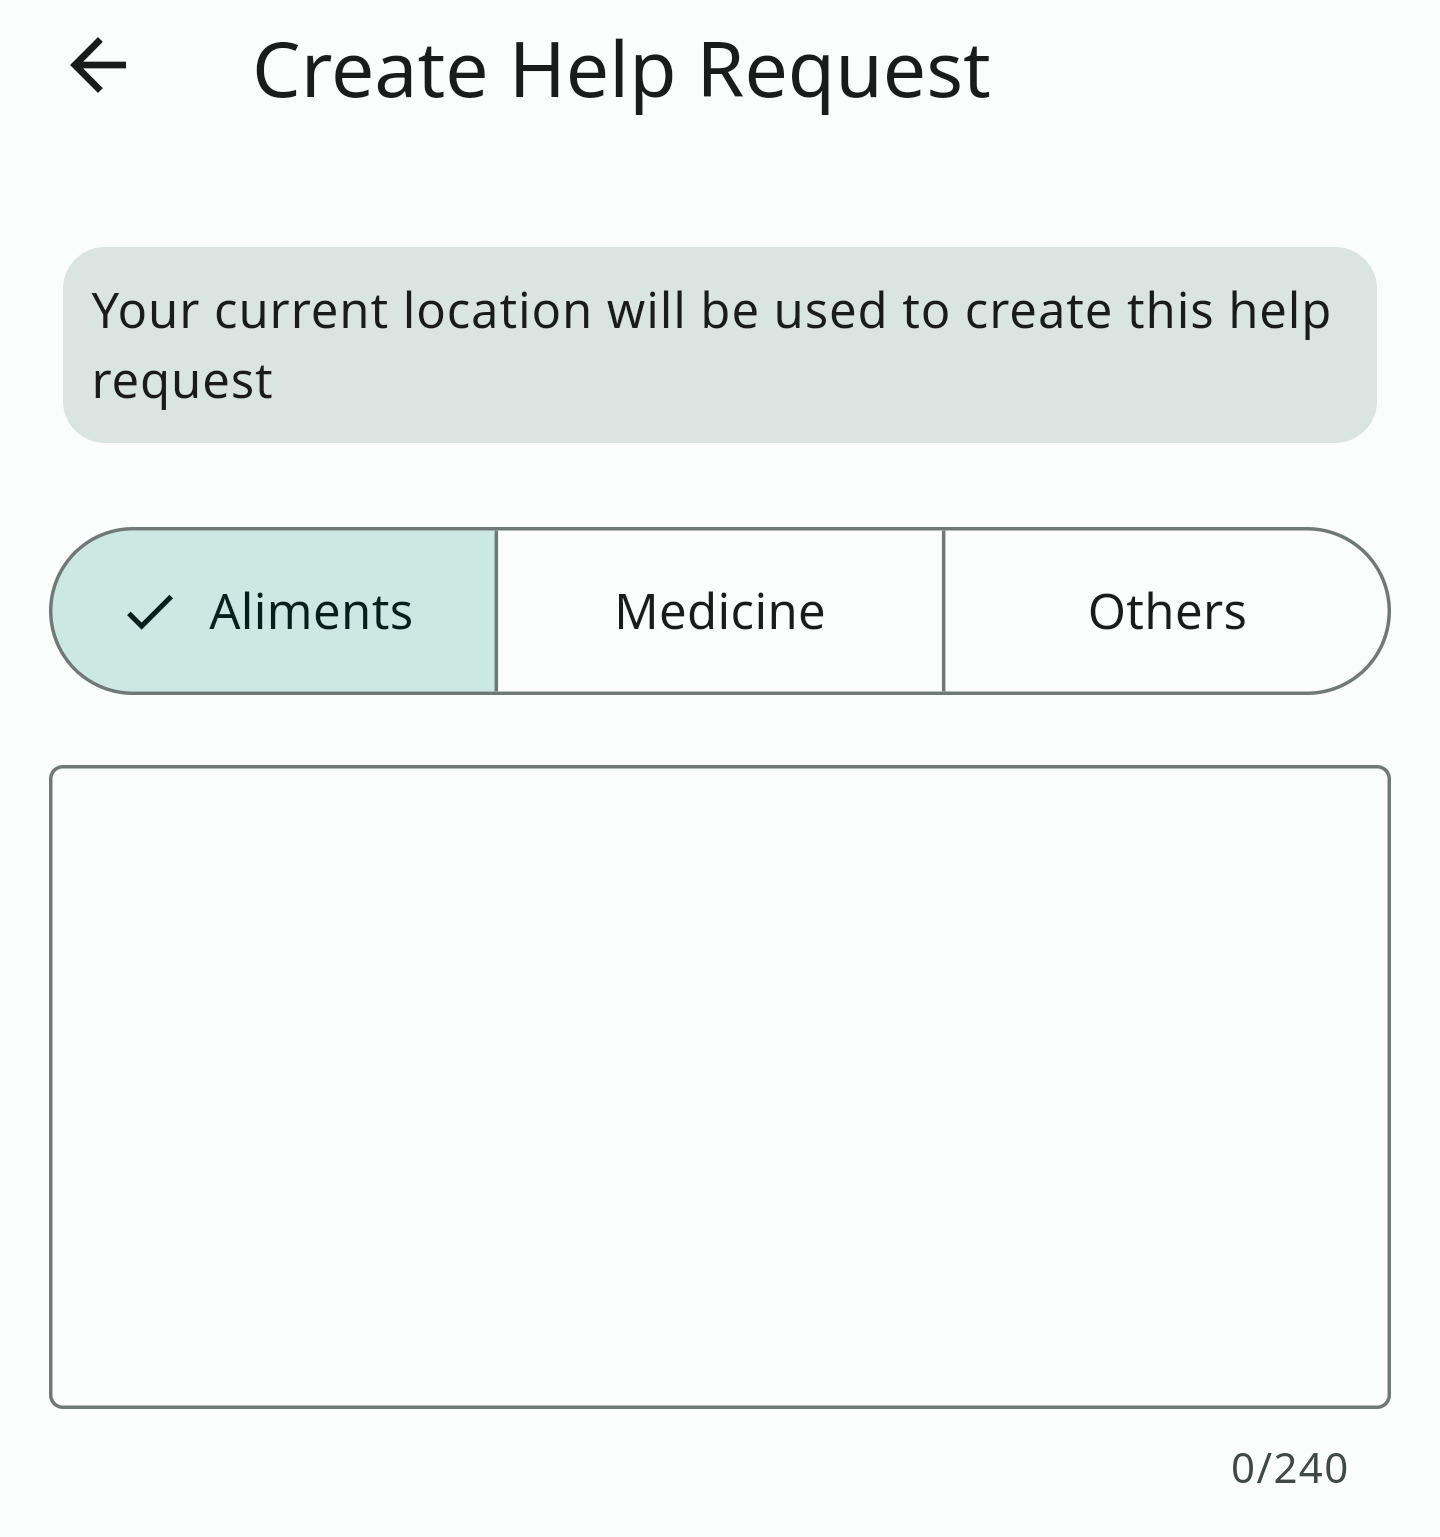 Create Help Request
Your current location will be used to create this help
request
Aliments
Medicine
Others
0/240